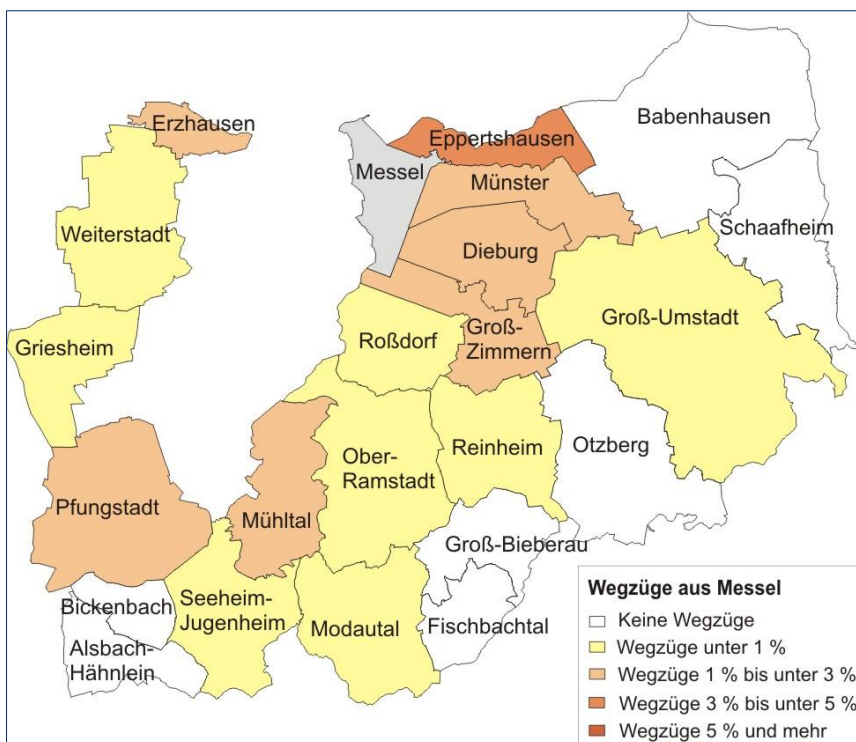 Babenhausen
Erzhausen
Eppertshausen
Messel
Münster
Schaafheim
Weiterstadt
Dieburg
Groß-Umstadt
Griesheim
Roßdorf
Groß-
Zimmern
Ober-
Ramstadt
Reinheim
Otzberg
Pfungstadt
Mühltal
Groß-Bieberau
Bickenbach
Seeheim-
Jugenheim
Modautal
Fischbachtal
Alsbach-
Hähnlein
Wegzüge aus Messel
Keine Wegzüge
Wegzüge unter 1 %
Wegzüge 1 % bis unter 3 %
Wegzüge 3 % bis unter 5 %
Wegzüge 5 % und mehr